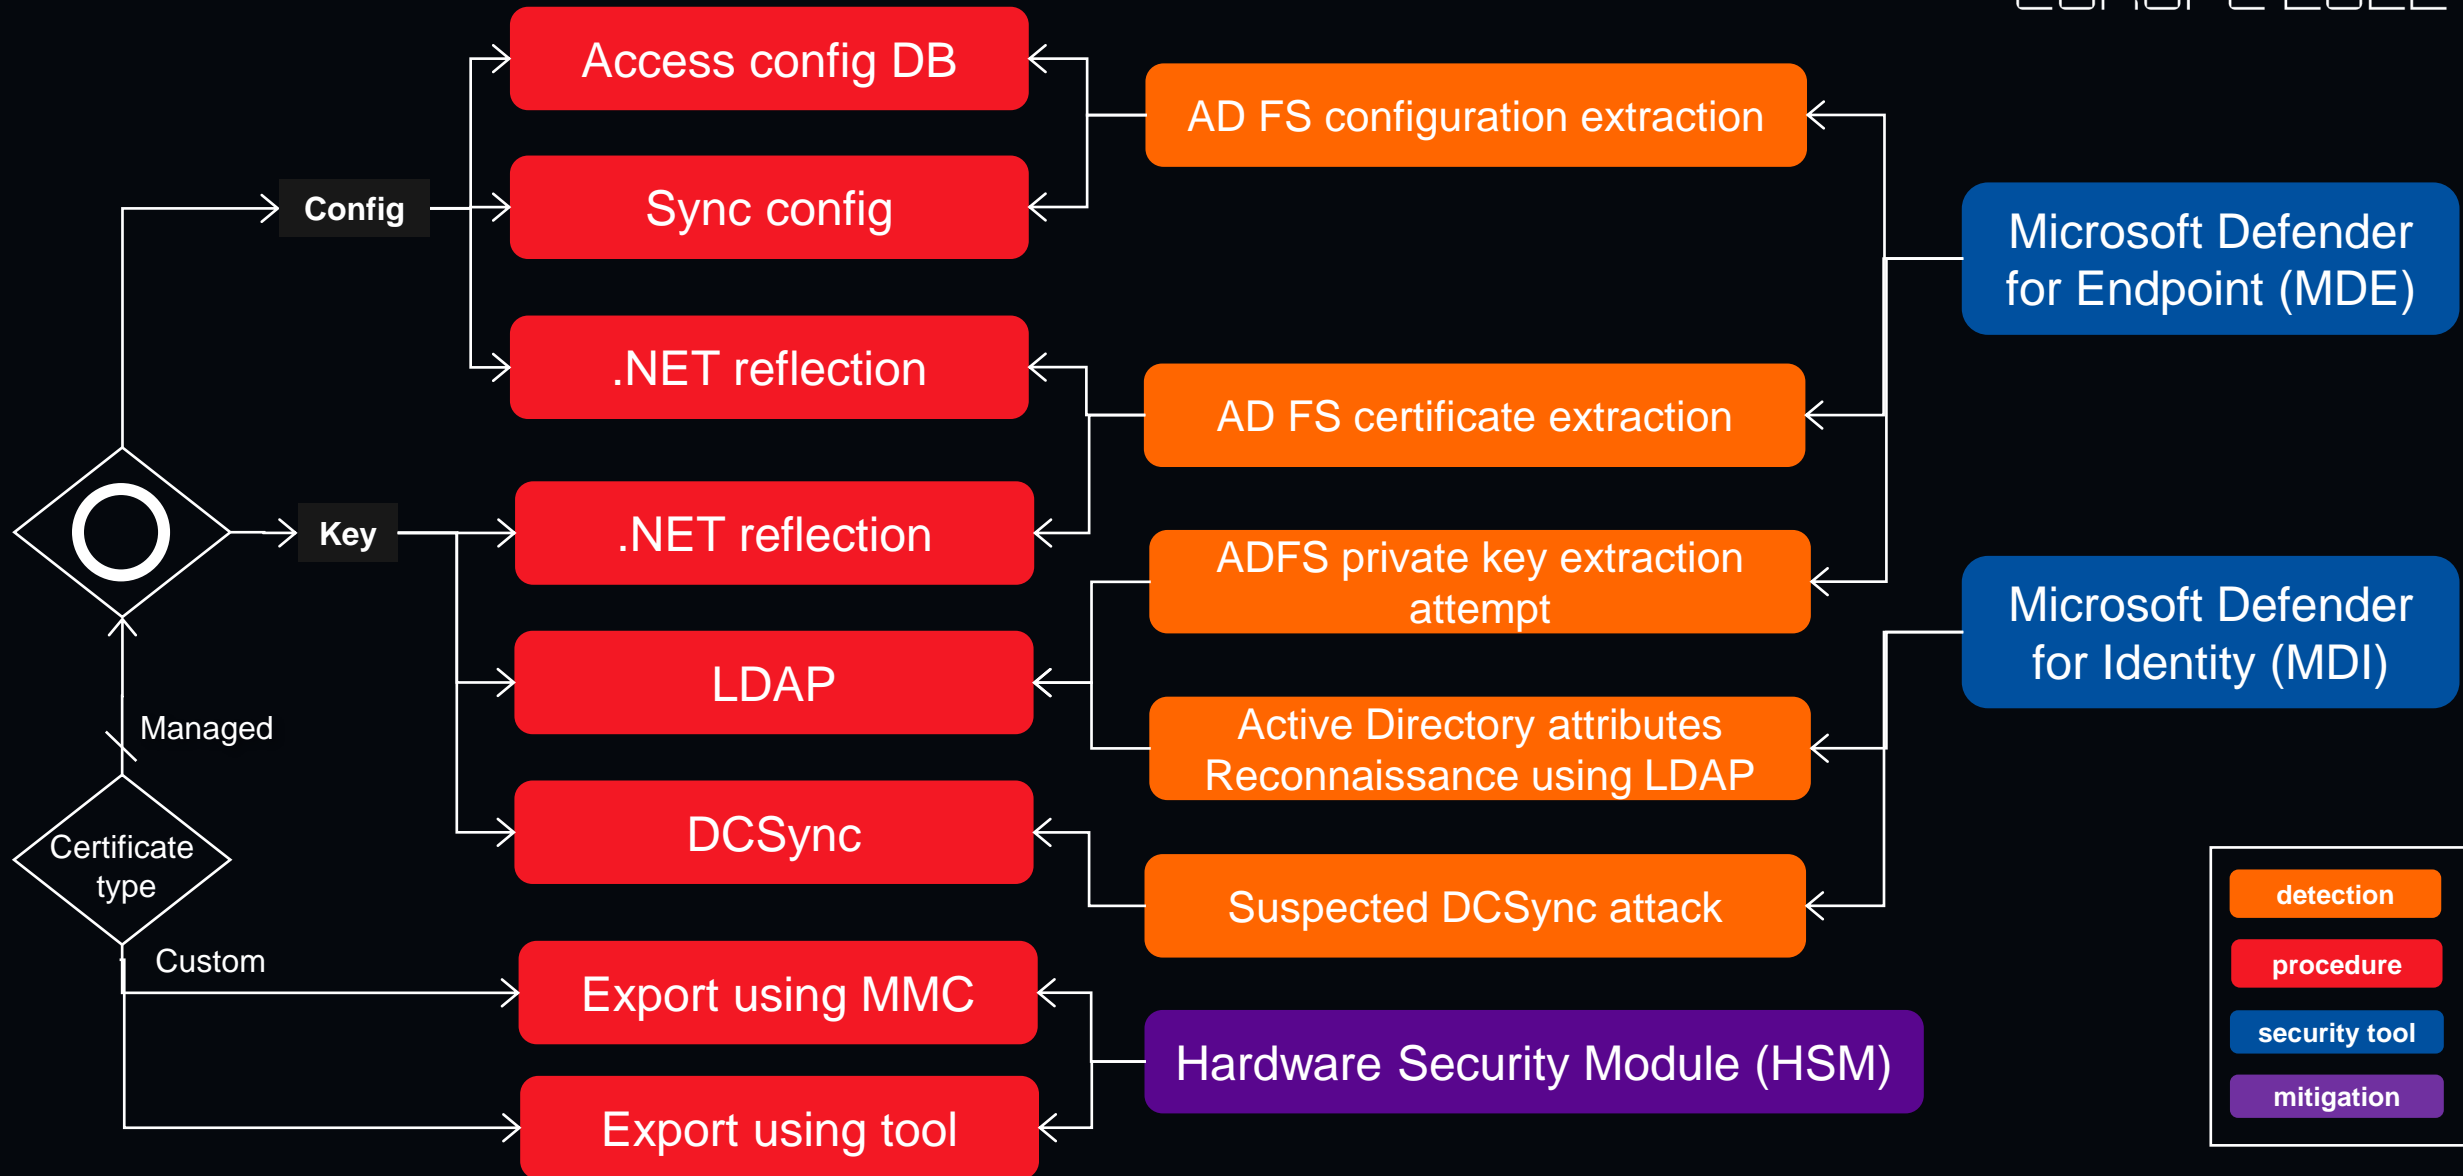 EUROPE 2022
Access config DB
AD FS configuration extraction
Config
Sync config
Microsoft Defender
for Endpoint (MDE)
.NET reflection
AD FS certificate extraction
Key
.NET reflection
ADFS private key extraction
attempt
Microsoft Defender
for Identity (MDI)
LDAP
Managed
Active Directory attributes
Reconnaissance using LDAP
Certificate
type
DCSync
Suspected DCSync attack
Custom
Export using MMC
Hardware Security Module (HSM)
Export using tool
detection
procedure
security tool
mitigation